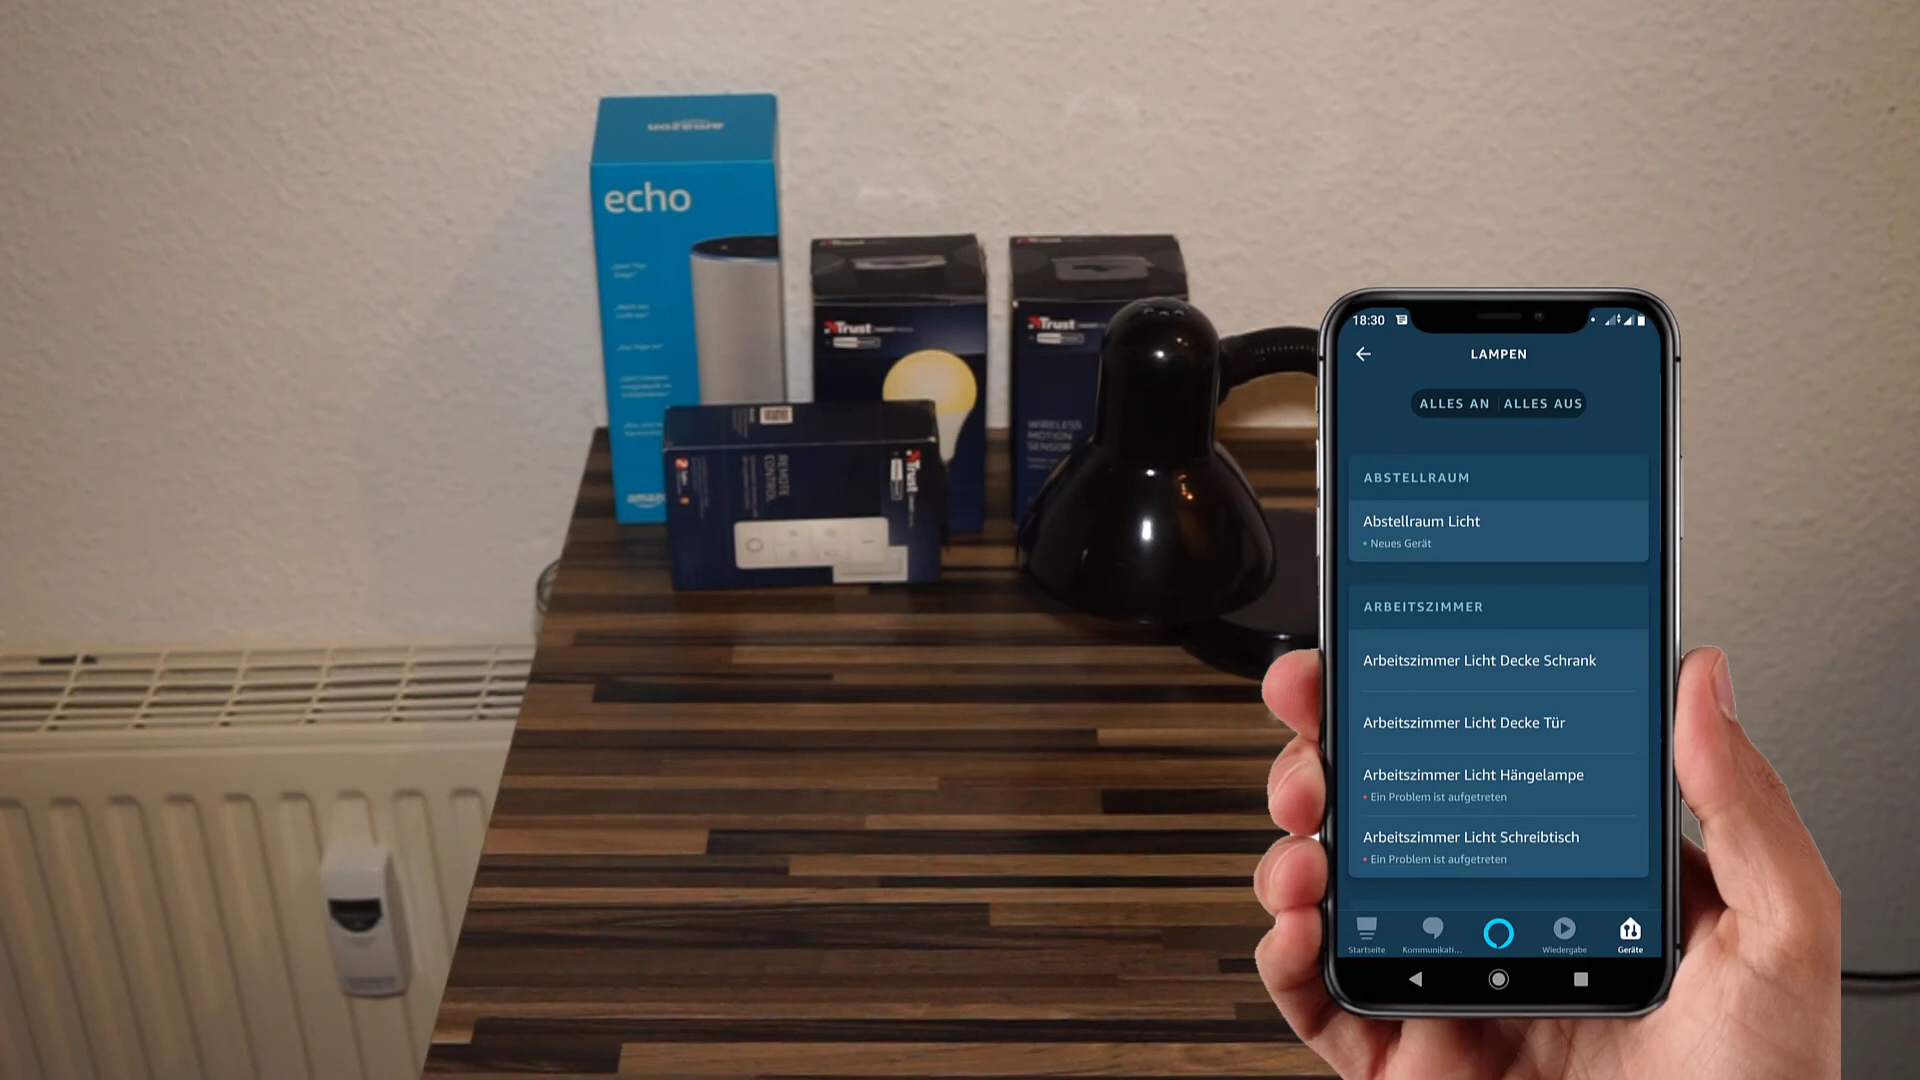 amazon
echo
Trust
Trust
WIRELESS
MOTION
SENSOR
REMOTE
CONTROL
Trust
18:30
LAMPEN
ALLES AN
ALLES AUS
ABSTELLRAUM
Abstellraum Licht
Neues Gerät
ARBEITSZIMMER
Arbeitszimmer Licht Decke Schrank
Arbeitszimmer Licht Decke Tür
Arbeitszimmer Licht Hängelampe
Ein Problem ist aufgetreten
Arbeitszimmer Licht Schreibtisch
Ein Problem ist aufgetreten
Startseite
Kommunikati...
Wiedergabe
Geräte